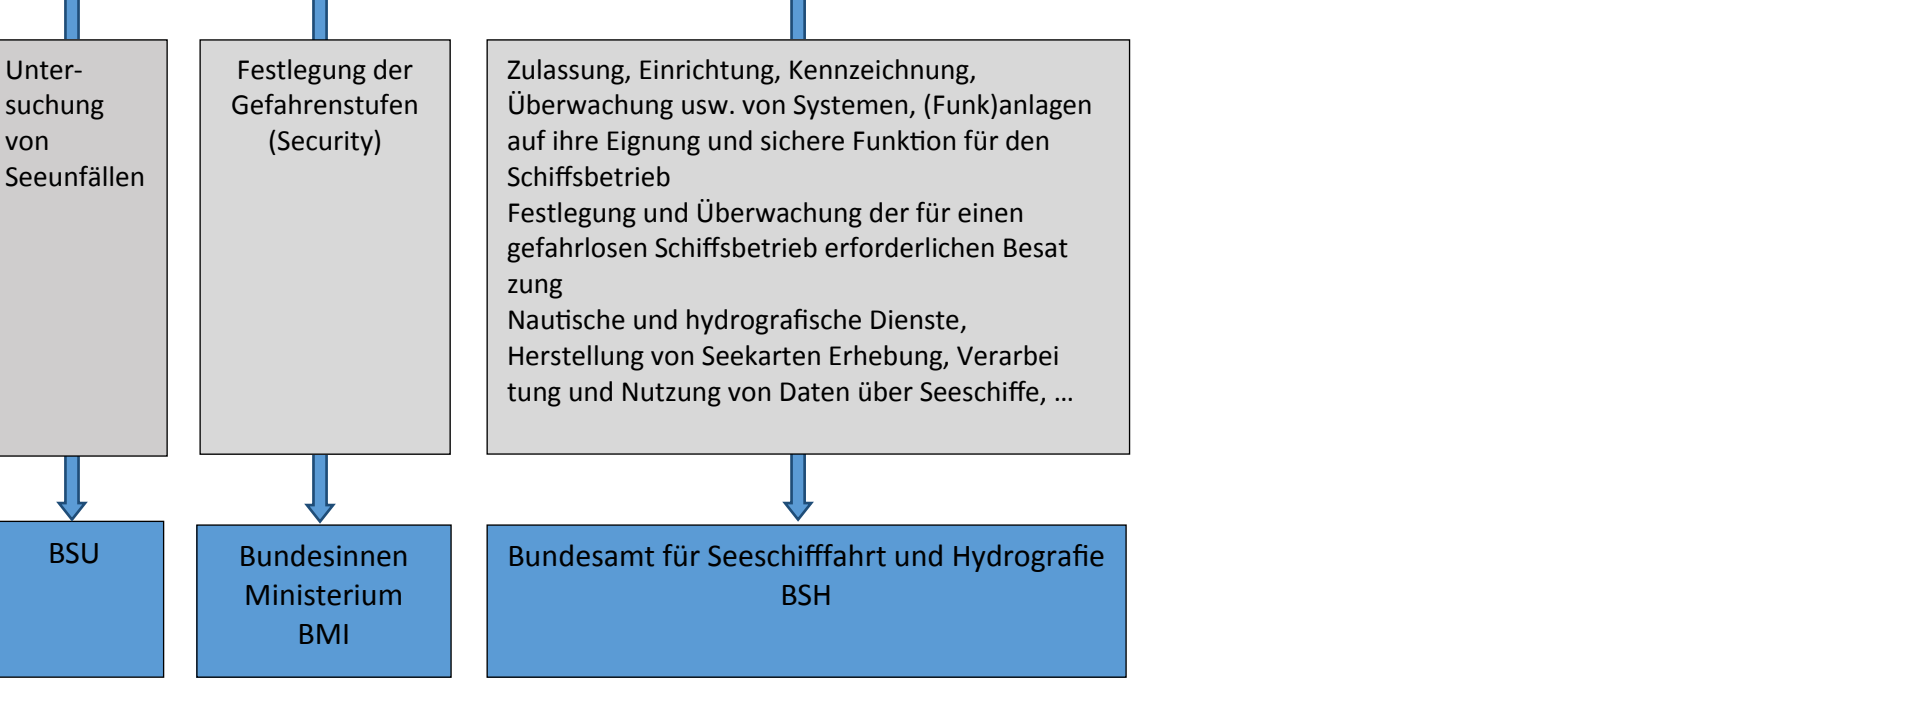 Unter-
suchung
von
Seeunfällen
Festlegung der
Gefahrenstufen
(Security)
Zulassung, Einrichtung, Kennzeichnung,
Überwachung usw. von Systemen, (Funk)anlagen
auf ihre Eignung und sichere Funktion für den
Schiffsbetrieb
Festlegung und Überwachung der für einen
gefahrlosen Schiffsbetrieb erforderlichen Besat
zung
Nautische und hydrografische Dienste,
Herstellung von Seekarten Erhebung, Verarbei
tung und Nutzung von Daten über Seeschiffe, ...
BSU
Bundesinnen
Ministerium
BMI
Bundesamt für Seeschifffahrt und Hydrografie
BSH